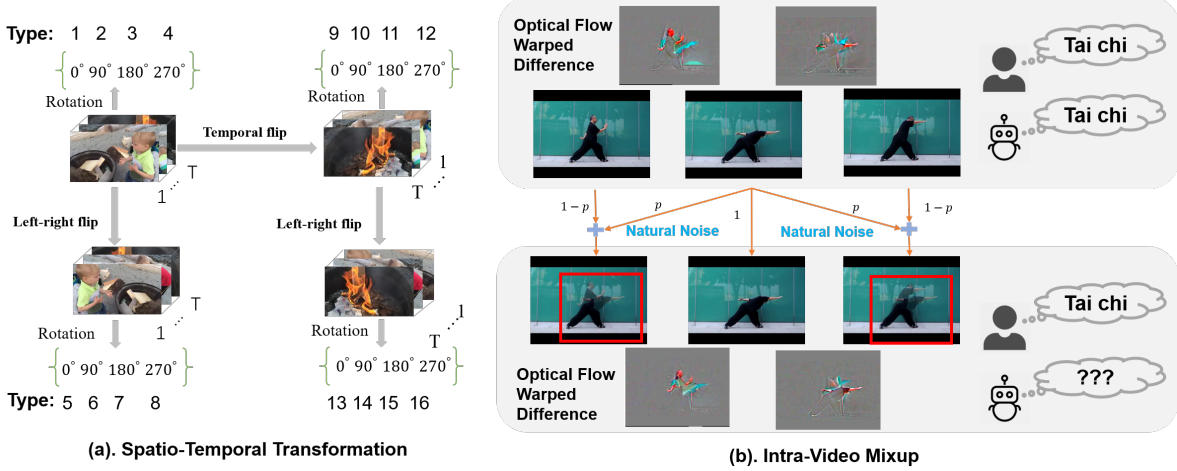 Type: 1 2 3 4
{0° 90° 180° 270°}
Rotation
Temporal flip
1 ... T
Left-right flip
1 ... T
Rotation
{0° 90° 180° 270°}
Type: 5 6 7 8
9 10 11 12
{0° 90° 180° 270°}
Rotation
T ... 1
Left-right flip
T ... 1
Rotation
{0° 90° 180° 270°}
13 14 15 16
(a). Spatio-Temporal Transformation
Optical Flow
Warped
Difference
Tai chi
Tai chi
1 − p
p
1
p
1−p
Natural Noise
Natural Noise
Tai chi
???
Optical Flow
Warped
Difference
(b). Intra-Video Mixup